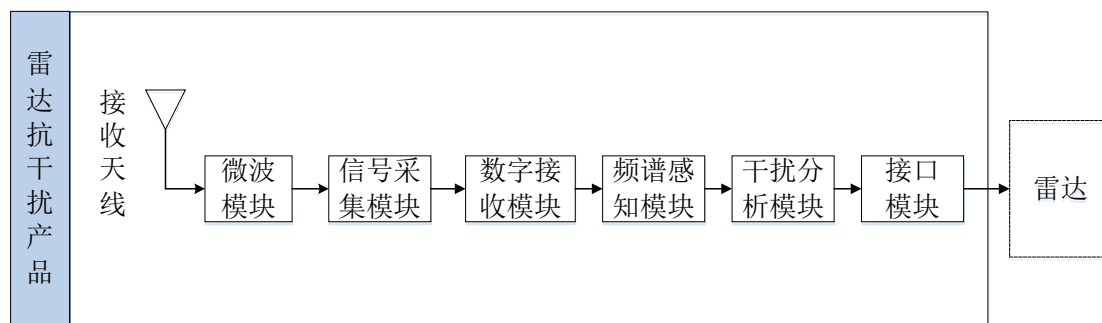 雷达抗干扰产品
接收天线
微波
模块
信号采
集模块
数字接
收模块
频谱感
知模块
干扰分
析模块
接口
模块
雷达